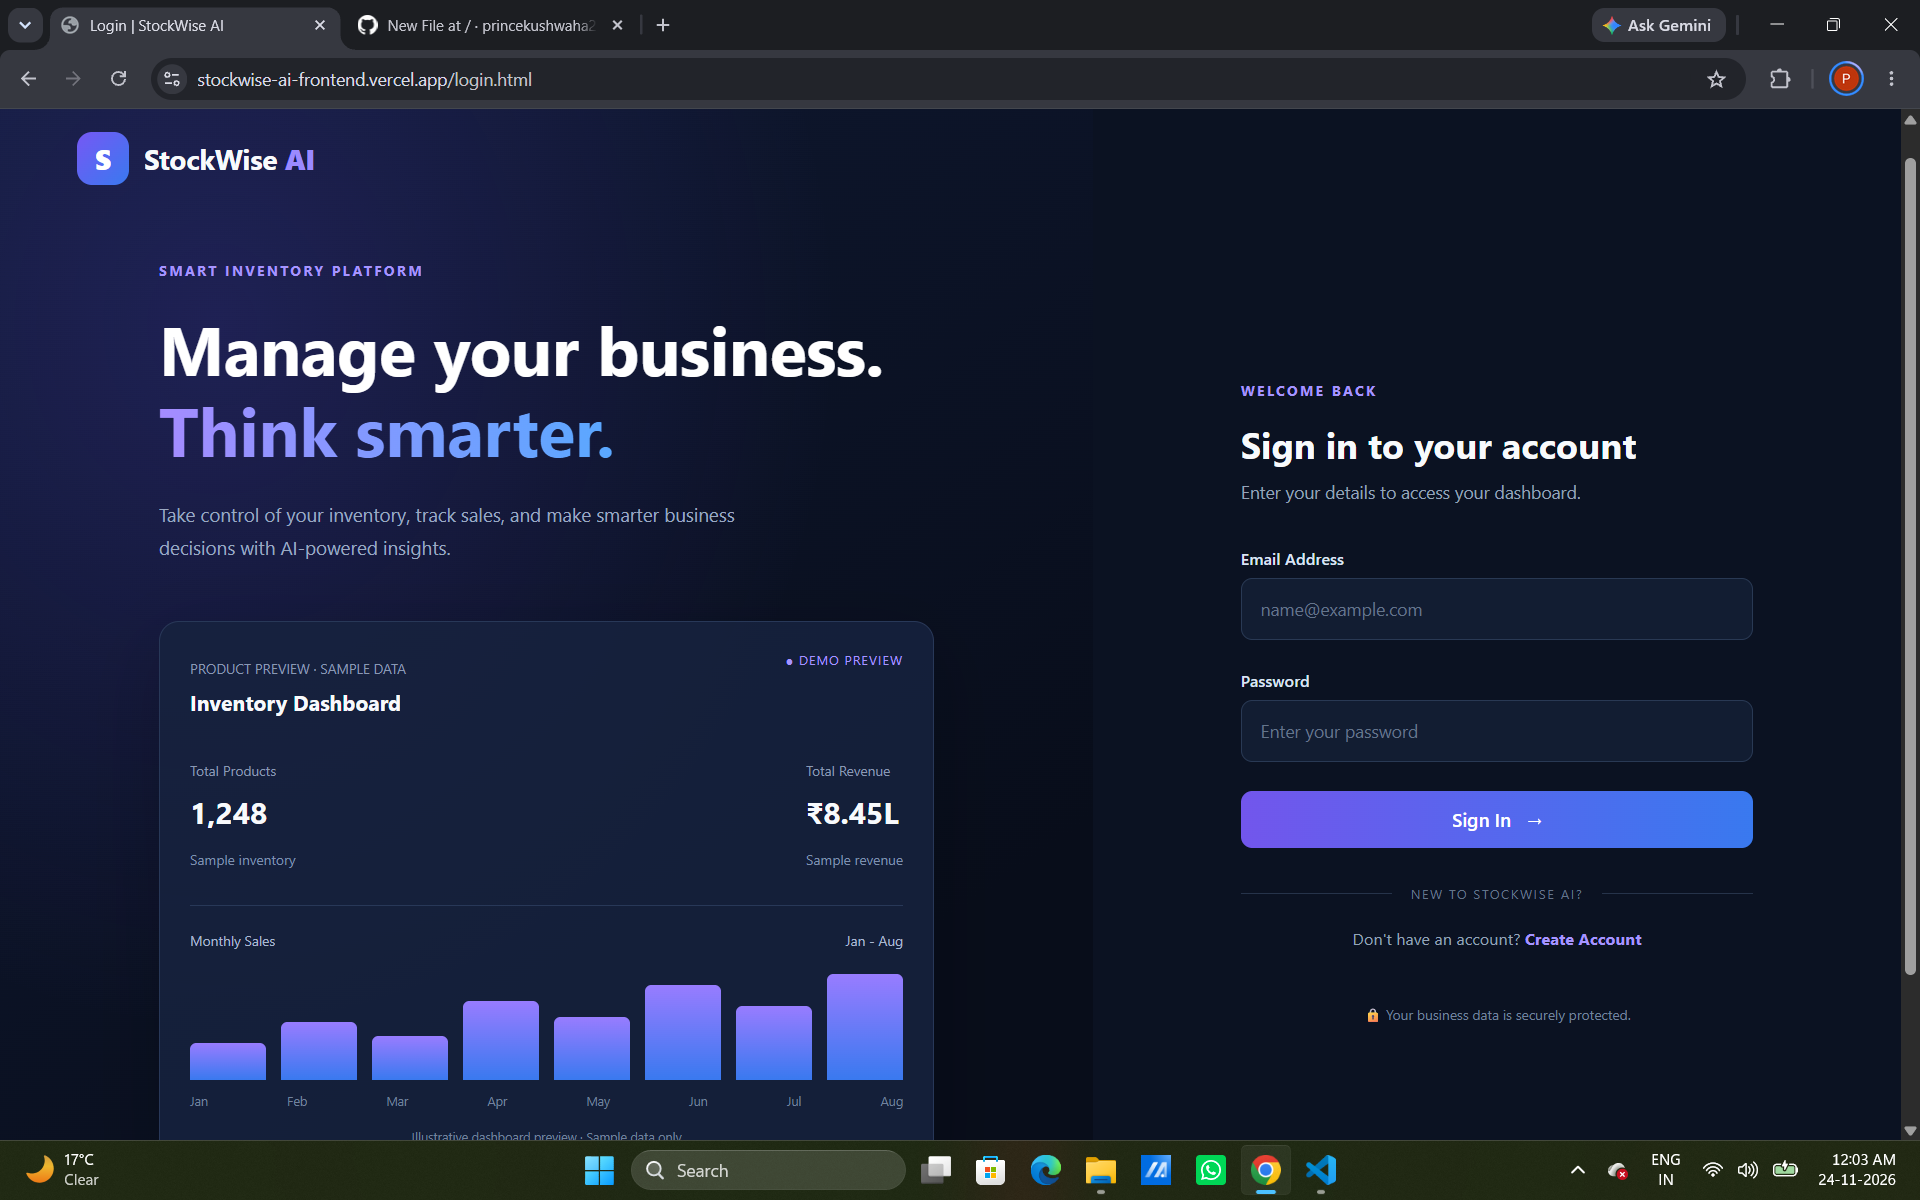 Login | StockWise AI
New File at / · princekushwaha2
Ask Gemini
stockwise-ai-frontend.vercel.app/login.html
P
S
StockWise AI
SMART INVENTORY PLATFORM
Manage your business.
Think smarter.
Take control of your inventory, track sales, and make smarter business
decisions with AI-powered insights.
PRODUCT PREVIEW · SAMPLE DATA
● DEMO PREVIEW
Inventory Dashboard
Total Products
Total Revenue
1,248
₹8.45L
Sample inventory
Sample revenue
Monthly Sales
Jan - Aug
Jan Feb Mar Apr May Jun Jul Aug
Illustrative dashboard preview · Sample data only
WELCOME BACK
Sign in to your account
Enter your details to access your dashboard.
Email Address
name@example.com
Password
Enter your password
Sign In →
NEW TO STOCKWISE AI?
Don't have an account? Create Account
🔒 Your business data is securely protected.
17°C
Clear
Search
ENG
IN
12:03 AM
24-11-2026